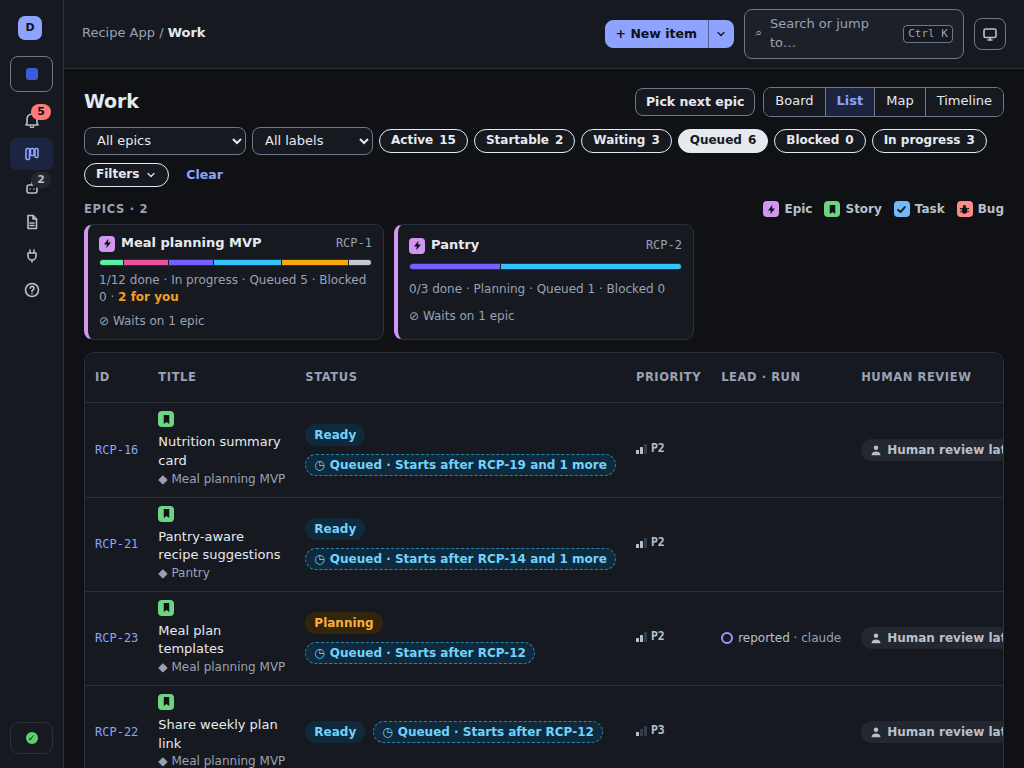 D
Recipe App / Work
+ New item
Search or jump to…
Ctrl K
5
2
Work
Pick next epic
Board
List
Map
Timeline
All epics
All labels
Active 15
Startable 2
Waiting 3
Queued 6
Blocked 0
In progress 3
Filters
Clear
EPICS · 2
Epic
Story
Task
Bug
Meal planning MVP
RCP-1
1/12 done · In progress · Queued 5 · Blocked
0 · 2 for you
⊘ Waits on 1 epic
Pantry
RCP-2
0/3 done · Planning · Queued 1 · Blocked 0
⊘ Waits on 1 epic
ID
TITLE
STATUS
PRIORITY
LEAD · RUN
HUMAN REVIEW
RCP-16
Nutrition summary
card
◆ Meal planning MVP
Ready
◷ Queued · Starts after RCP-19 and 1 more
P2
Human review lat
RCP-21
Pantry-aware
recipe suggestions
◆ Pantry
Ready
◷ Queued · Starts after RCP-14 and 1 more
P2
RCP-23
Meal plan
templates
◆ Meal planning MVP
Planning
◷ Queued · Starts after RCP-12
P2
reported · claude
Human review lat
RCP-22
Share weekly plan
link
◆ Meal planning MVP
Ready
◷ Queued · Starts after RCP-12
P3
Human review lat